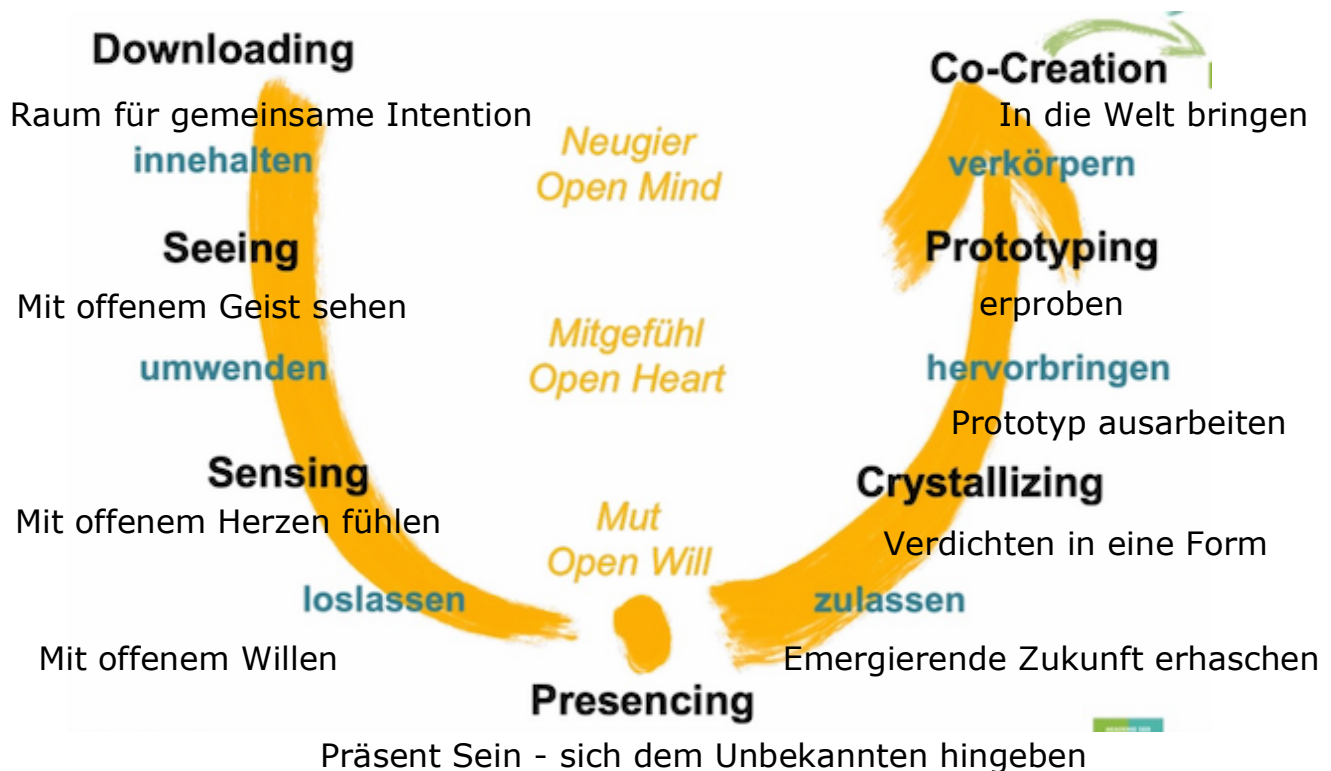 Downloading
Raum für gemeinsame Intention
innehalten
Seeing
Mit offenem Geist sehen
umwenden
Sensing
Mit offenem Herzen fühlen
loslassen
Mit offenem Willen
Neugier
Open Mind
Mitgefühl
Open Heart
Mut
Open Will
Presencing
Präsent Sein - sich dem Unbekannten hingeben
Co-Creation
In die Welt bringen
verkörpern
Prototyping
erproben
hervorbringen
Prototyp ausarbeiten
Crystallizing
Verdichten in eine Form
zulassen
Emergierende Zukunft erhaschen